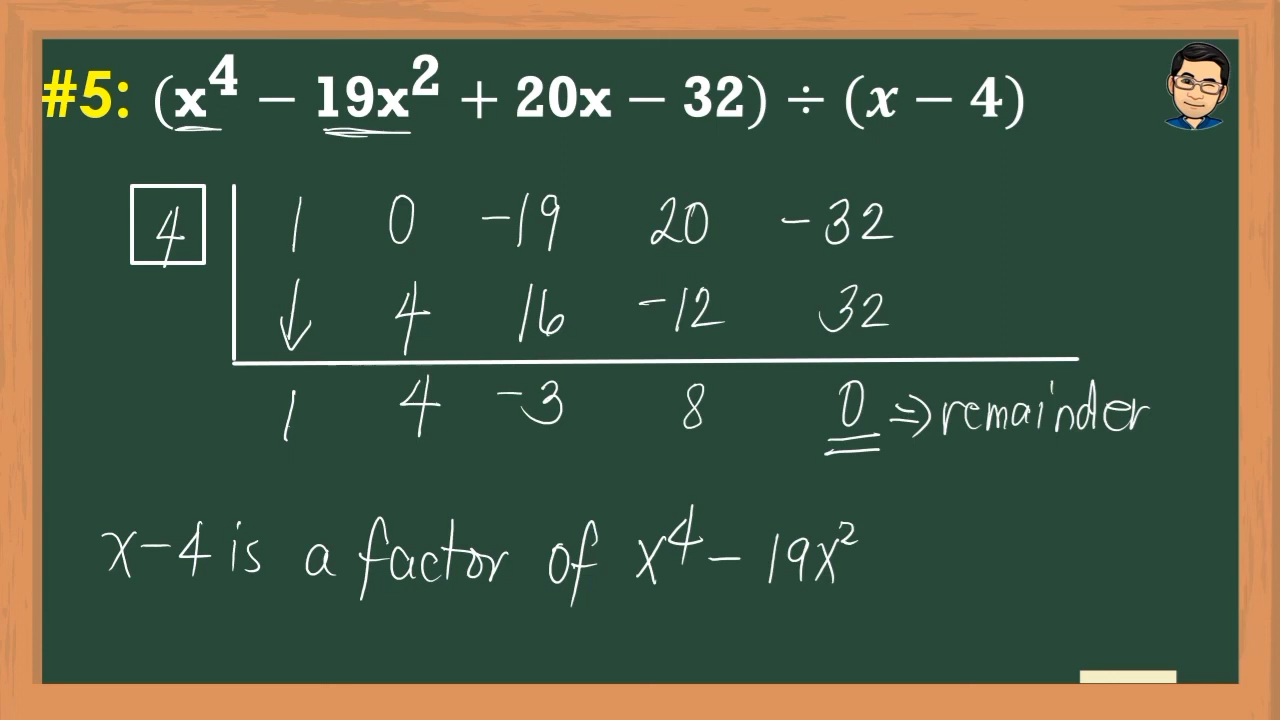 #5: (x⁴ − 19x² + 20x − 32) ÷ (x − 4)
4 1 0 -19 20 -32
↓ 4 16 -12 32
1 4 -3 8 0 ⇒ remainder
x-4 is a factor of x⁴ - 19x²